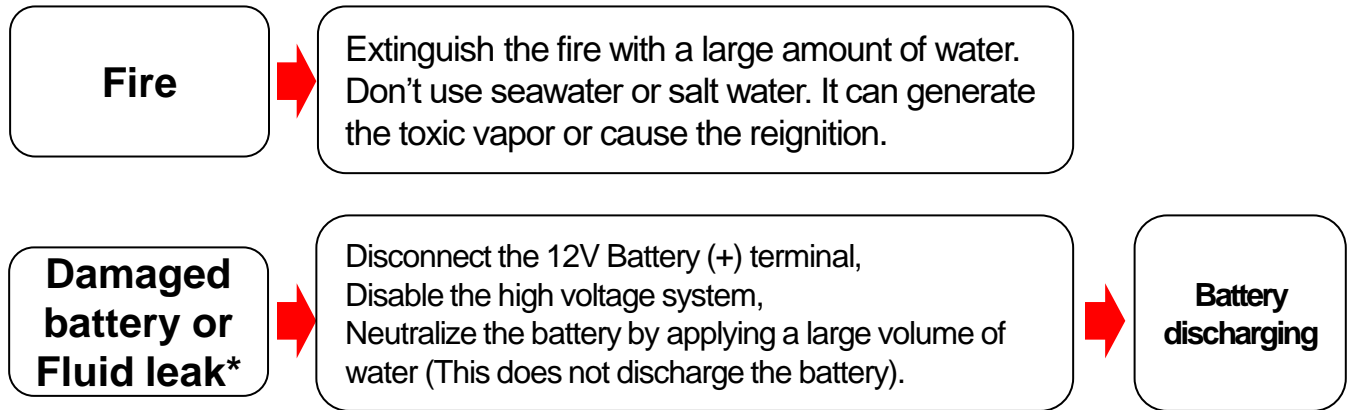 Fire
Extinguish the fire with a large amount of water.
Don’t use seawater or salt water. It can generate
the toxic vapor or cause the reignition.
Damaged
battery or
Fluid leak*
Disconnect the 12V Battery (+) terminal,
Disable the high voltage system,
Neutralize the battery by applying a large volume of
water (This does not discharge the battery).
Battery
discharging